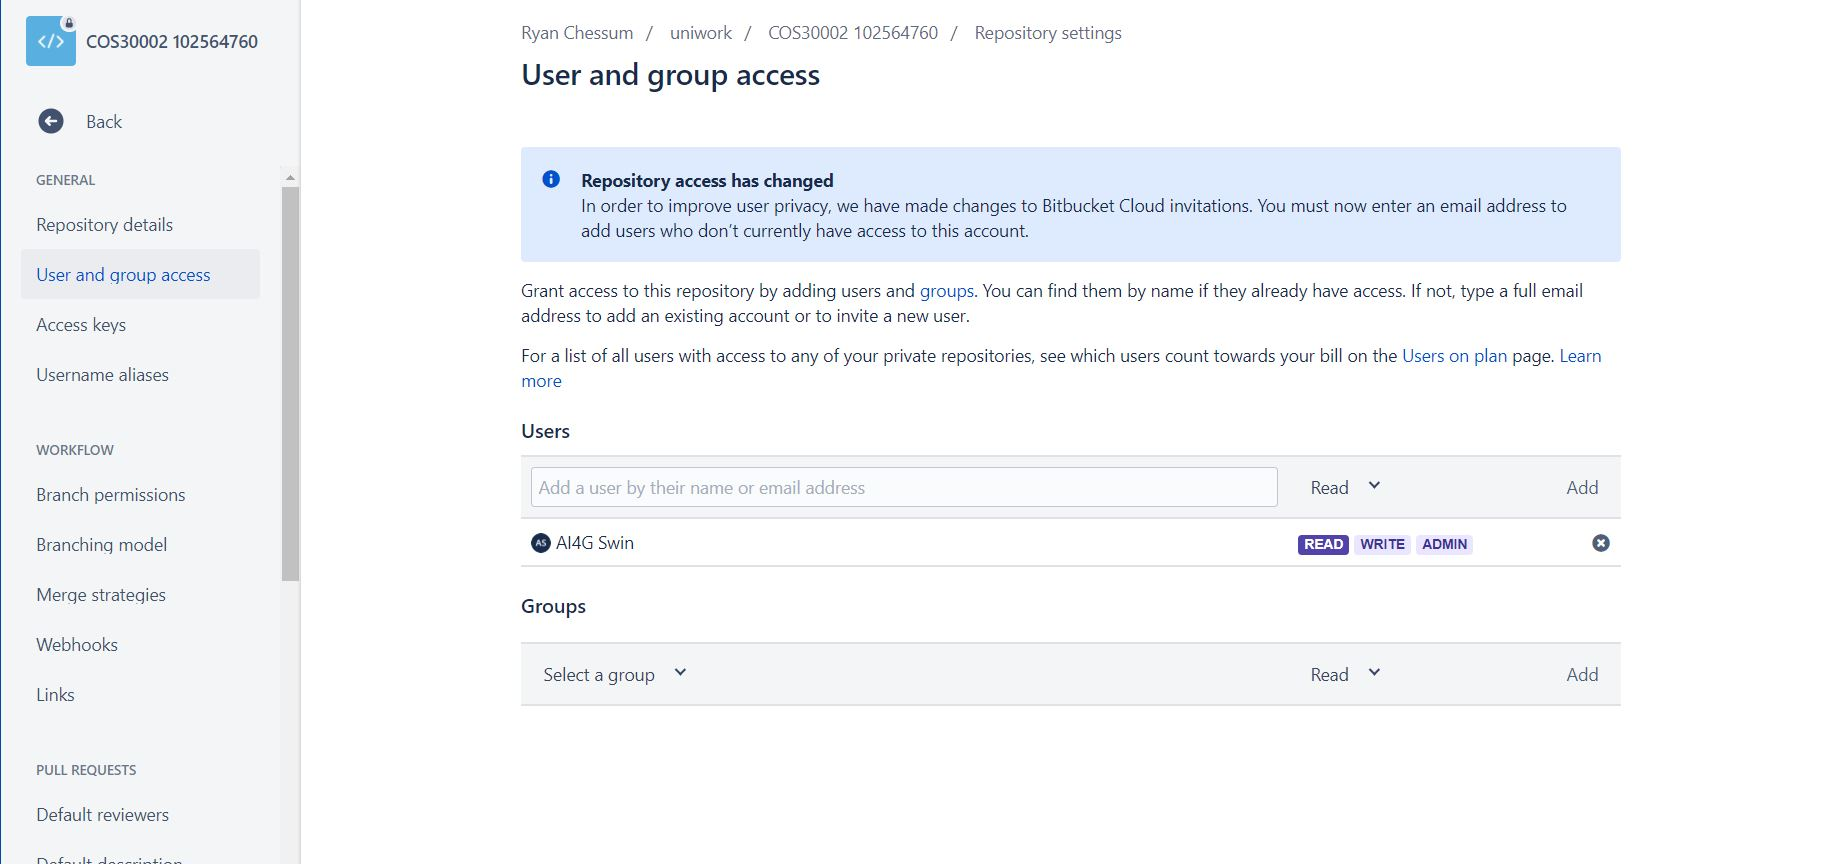 COS30002 102564760
Back
GENERAL
Repository details
User and group access
Access keys
Username aliases
WORKFLOW
Branch permissions
Branching model
Merge strategies
Webhooks
Links
PULL REQUESTS
Default reviewers
Default description
Ryan Chessum / uniwork / COS30002 102564760 / Repository settings
User and group access
Repository access has changed
In order to improve user privacy, we have made changes to Bitbucket Cloud invitations. You must now enter an email address to
add users who don't currently have access to this account.
Grant access to this repository by adding users and groups. You can find them by name if they already have access. If not, type a full email
address to add an existing account or to invite a new user.
For a list of all users with access to any of your private repositories, see which users count towards your bill on the Users on plan page. Learn
more
Users
Add a user by their name or email address Read Add
AS AI4G Swin READ WRITE ADMIN
Groups
Select a group Read Add